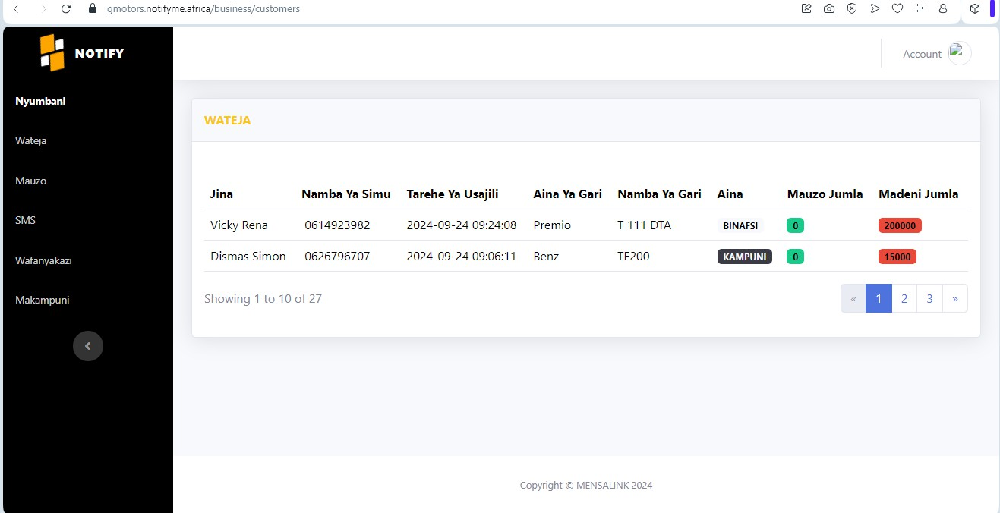 gmotors.notifyme.africa/business/customers
NOTIFY
Account
Nyumbani
Wateja
Mauzo
SMS
Wafanyakazi
Makampuni
WATEJA
Jina Namba Ya Simu Tarehe Ya Usajili Aina Ya Gari Namba Ya Gari Aina Mauzo Jumla Madeni Jumla
Vicky Rena 0614923982 2024-09-24 09:24:08 Premio T 111 DTA BINAFSI 0 200000
Dismas Simon 0626796707 2024-09-24 09:06:11 Benz TE200 KAMPUNI 0 15000
Showing 1 to 10 of 27 « 1 2 3 »
Copyright © MENSALINK 2024